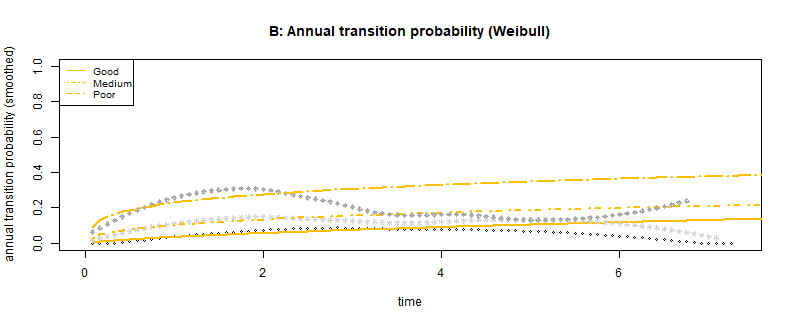 B: Annual transition probability (Weibull)
annual transition probability (smoothed)
1.0
0.8
0.6
0.4
0.2
0.0
Good
Medium
Poor
0
2
4
6
time